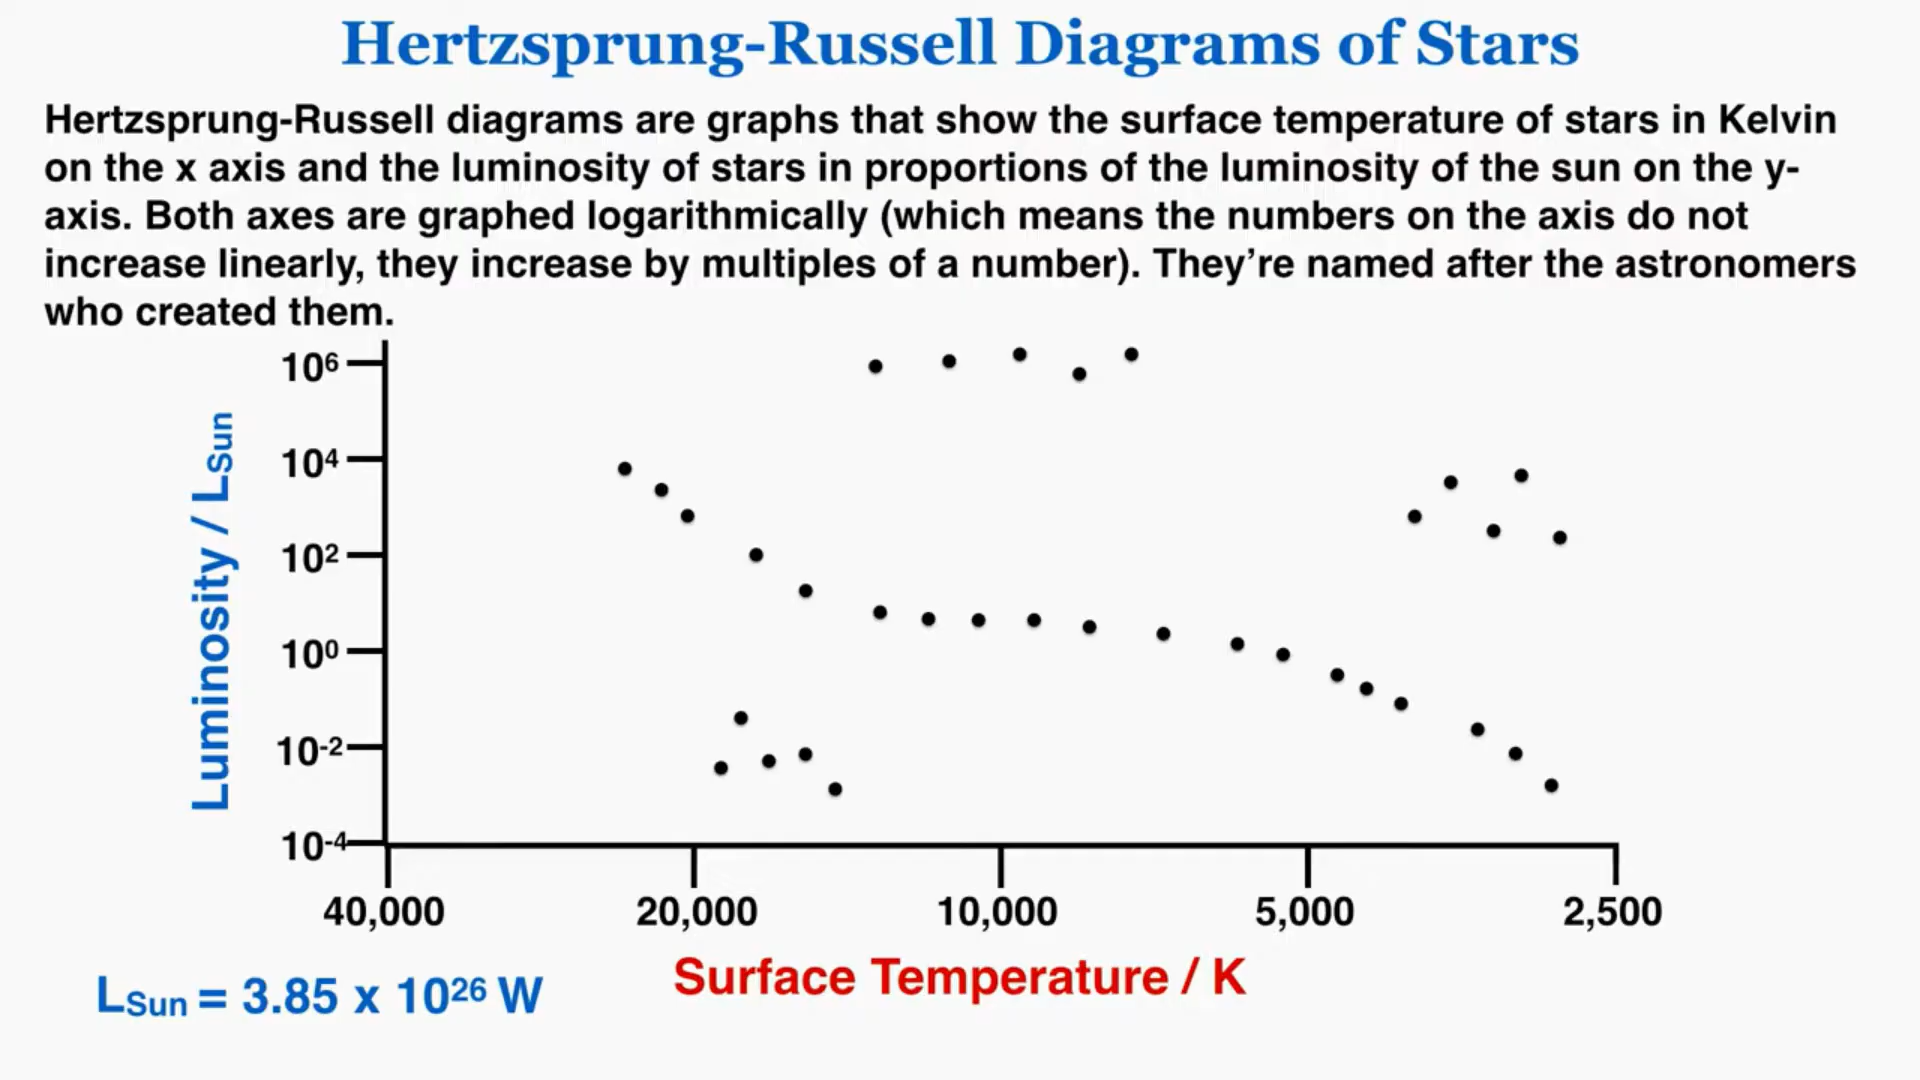 Hertzsprung-Russell Diagrams of Stars
Hertzsprung-Russell diagrams are graphs that show the surface temperature of stars in Kelvin
on the x axis and the luminosity of stars in proportions of the luminosity of the sun on the y-
axis. Both axes are graphed logarithmically (which means the numbers on the axis do not
increase linearly, they increase by multiples of a number). They’re named after the astronomers
who created them.
10⁶
10⁴
10²
10⁰
10⁻²
10⁻⁴
Luminosity / LSun
40,000 20,000 10,000 5,000 2,500
Surface Temperature / K
LSun = 3.85 x 10²⁶ W